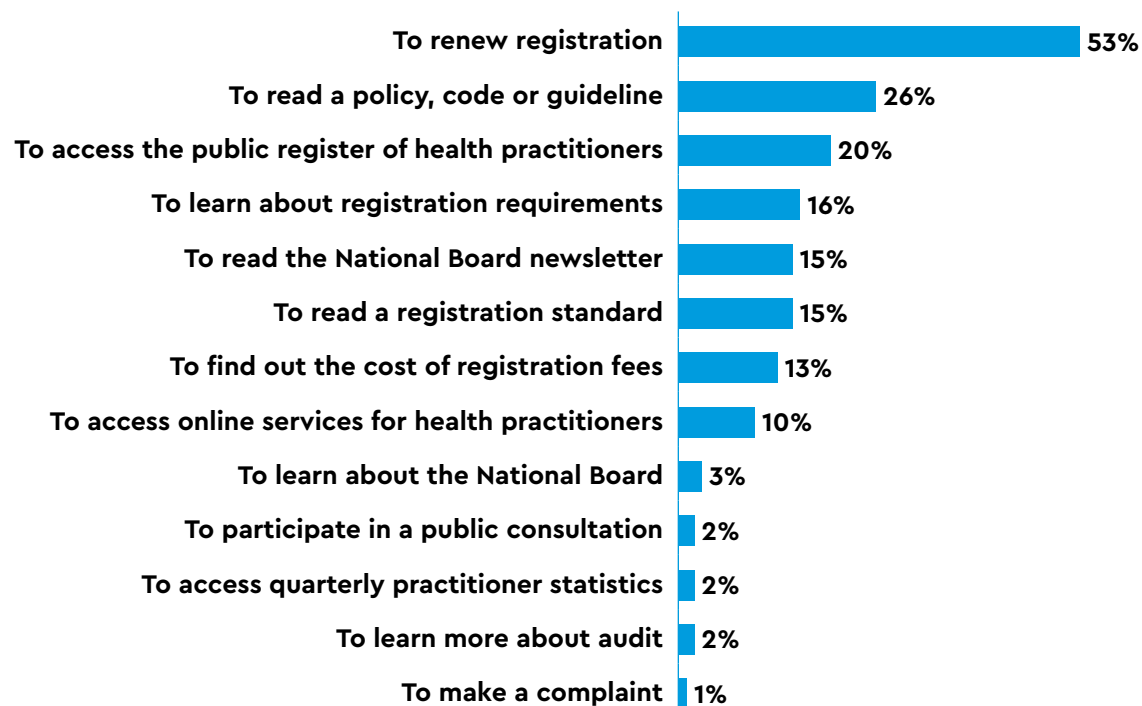 To renew registration 53%
To read a policy, code or guideline 26%
To access the public register of health practitioners 20%
To learn about registration requirements 16%
To read the National Board newsletter 15%
To read a registration standard 15%
To find out the cost of registration fees 13%
To access online services for health practitioners 10%
To learn about the National Board 3%
To participate in a public consultation 2%
To access quarterly practitioner statistics 2%
To learn more about audit 2%
To make a complaint 1%